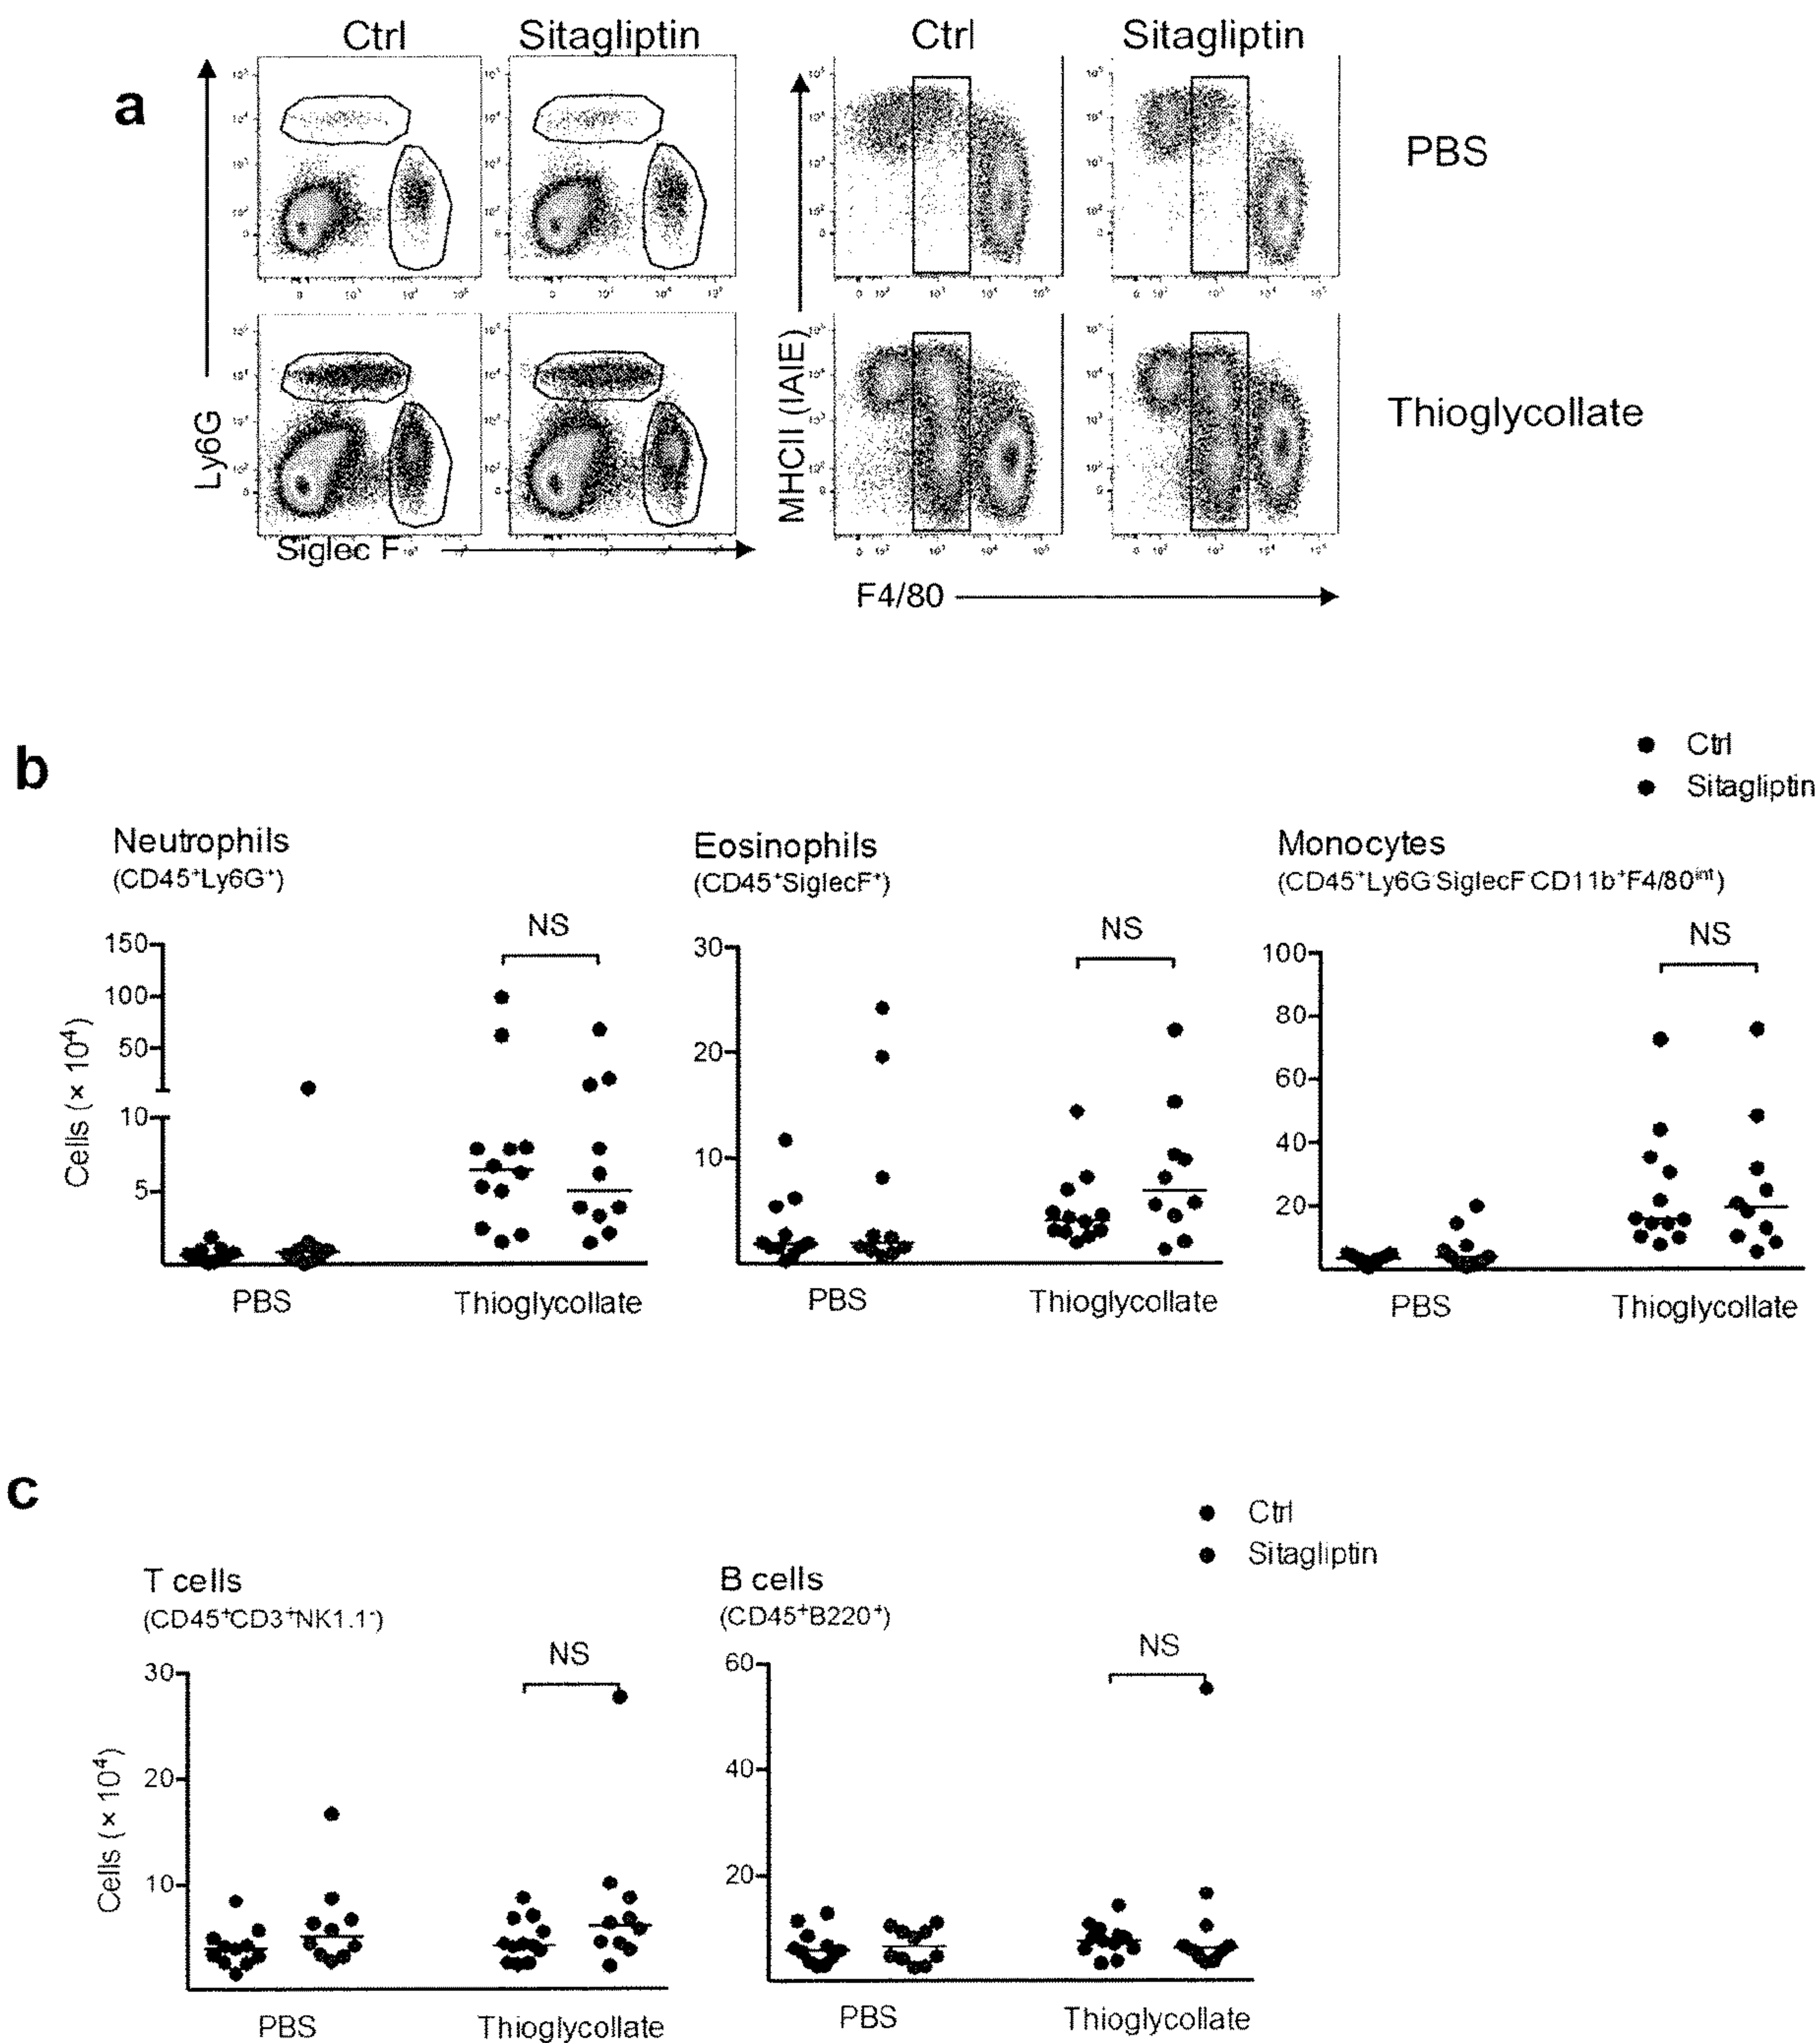 a
Ctrl Sitagliptin Ctrl Sitagliptin
PBS
Thioglycollate
Ly6G
Siglec F
MHCII (IAIE)
F4/80
b
Ctrl
Sitagliptin
Neutrophils
(CD45⁺Ly6G⁺)
Eosinophils
(CD45⁺SiglecF⁺)
Monocytes
(CD45⁺Ly6G⁻SiglecF⁻CD11b⁺F4/80ⁱⁿᵗ)
Cells (× 10⁴)
150
100
50
10
5
NS
PBS Thioglycollate
30
20
10
NS
PBS Thioglycollate
100
80
60
40
20
NS
PBS Thioglycollate
c
Ctrl
Sitagliptin
T cells
(CD45⁺CD3⁺NK1.1⁻)
B cells
(CD45⁺B220⁺)
Cells (× 10⁴)
30
20
10
NS
PBS Thioglycollate
60
40
20
NS
PBS Thioglycollate